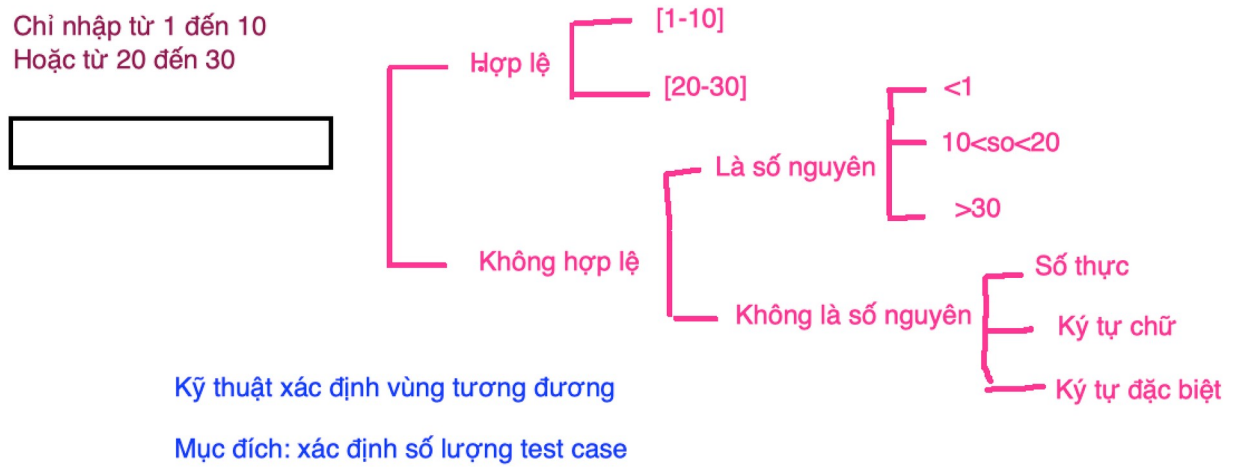 Chỉ nhập từ 1 đến 10
Hoặc từ 20 đến 30
Hợp lệ
[1-10]
[20-30]
Không hợp lệ
Là số nguyên
<1
10<so<20
>30
Không là số nguyên
Số thực
Ký tự chữ
Ký tự đặc biệt
Kỹ thuật xác định vùng tương đương
Mục đích: xác định số lượng test case